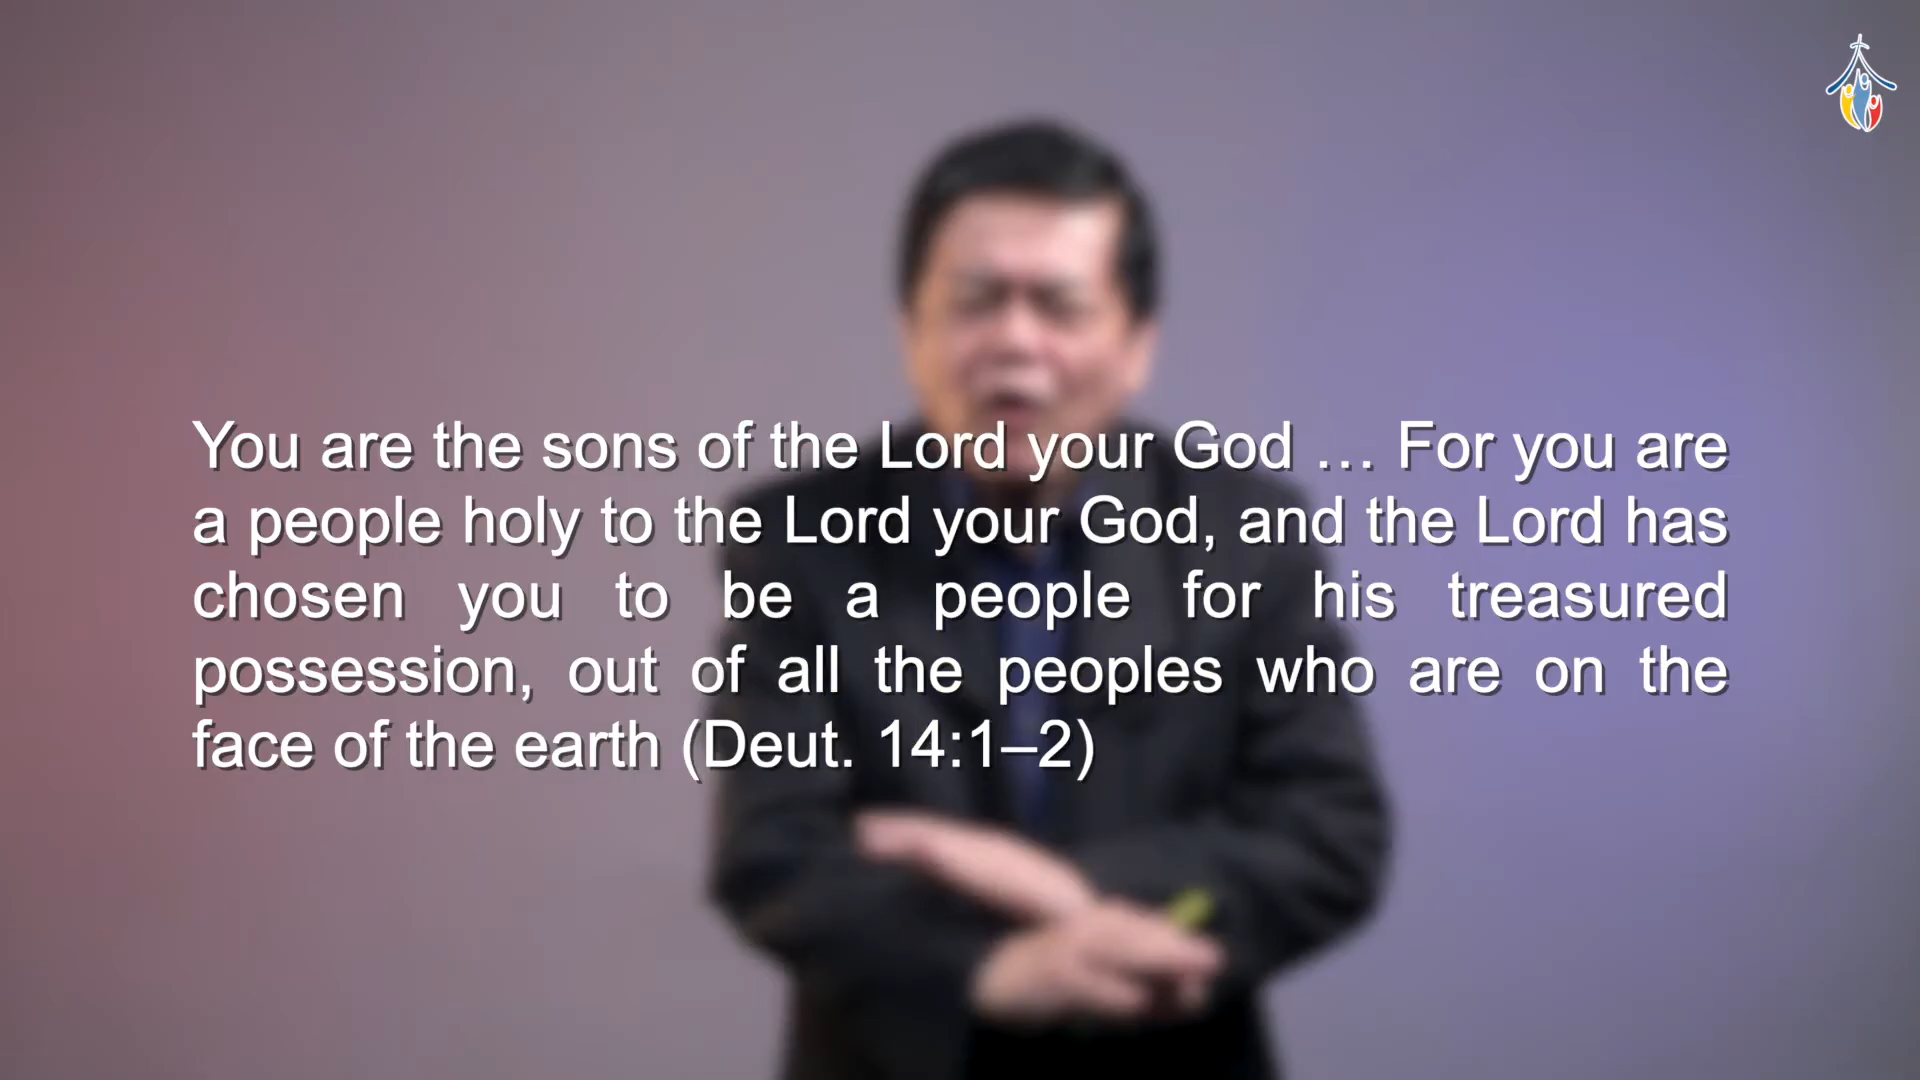 You are the sons of the Lord your God … For you are
a people holy to the Lord your God, and the Lord has
chosen you to be a people for his treasured
possession, out of all the peoples who are on the
face of the earth (Deut. 14:1–2)